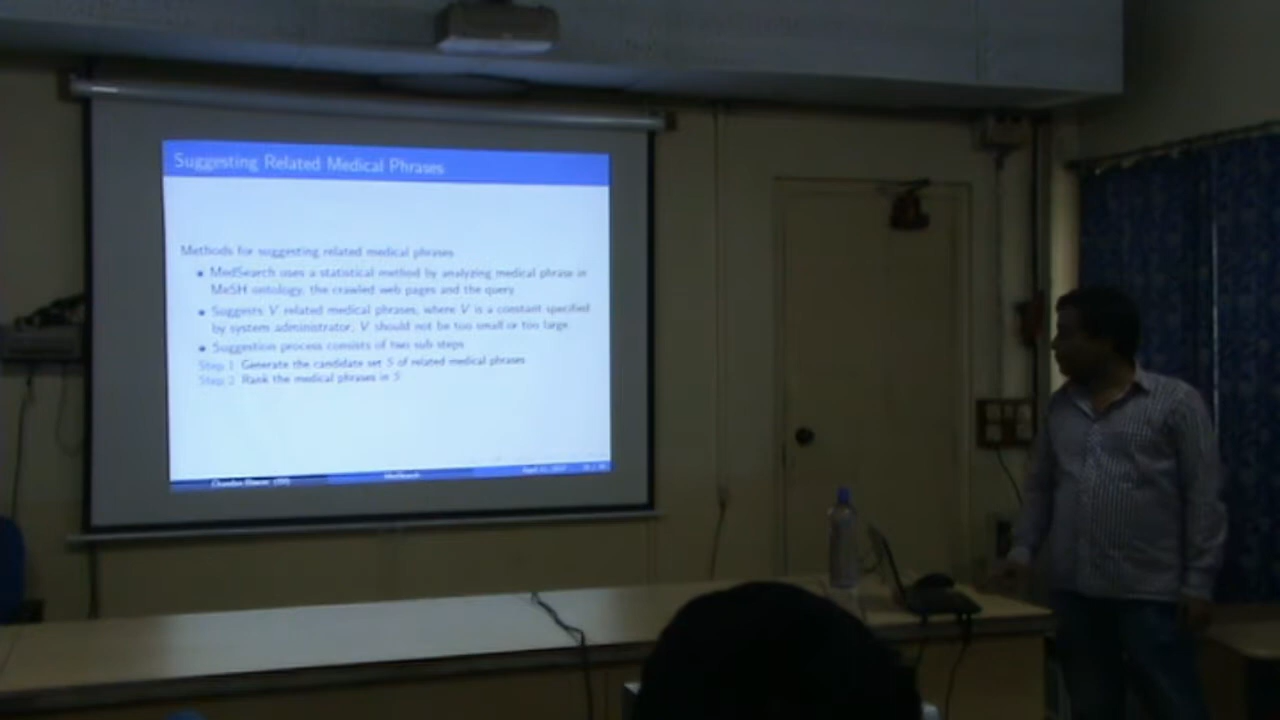 Suggesting Related Medical Phrases
Methods for suggesting related medical phrases
MedSearch uses a statistical method by analyzing medical phrase in
MeSH ontology, the crawled web pages and the query
Suggests V related medical phrases, where V is a constant specified
by system administrator, V should not be too small or too large
Suggestion process consists of two sub steps
Step 1 Generate the candidate set S of related medical phrases
Step 2 Rank the medical phrases in S
MedSearch